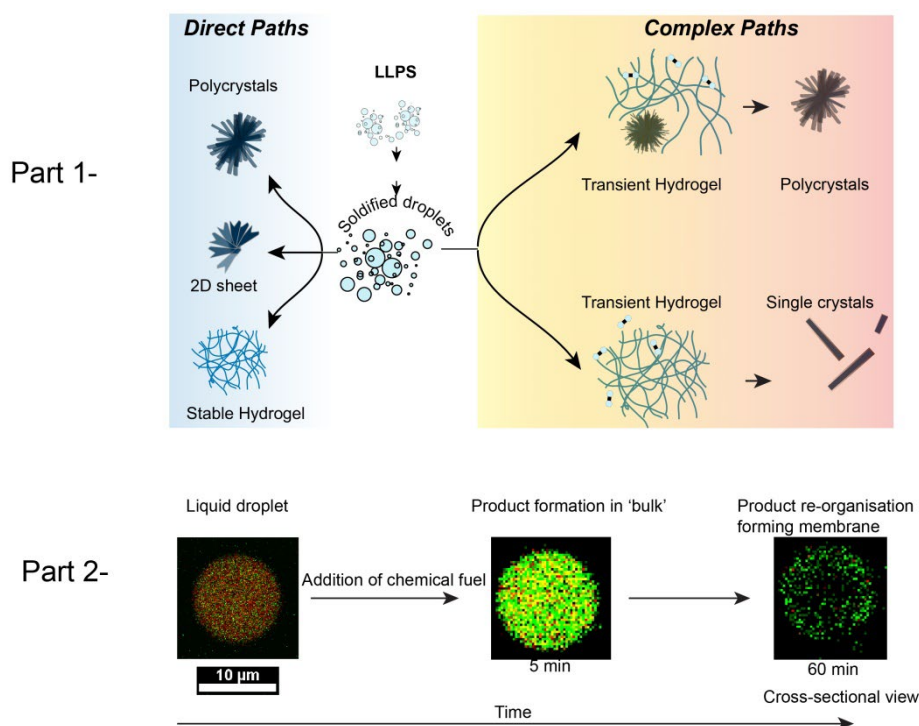 Part 1-
Direct Paths
Polycrystals
2D sheet
Stable Hydrogel
LLPS
Soldified droplets
Complex Paths
Transient Hydrogel
Polycrystals
Transient Hydrogel
Single crystals
Part 2-
Liquid droplet
10 µm
Addition of chemical fuel
Product formation in ‘bulk’
5 min
Product re-organisation
forming membrane
60 min
Cross-sectional view
Time